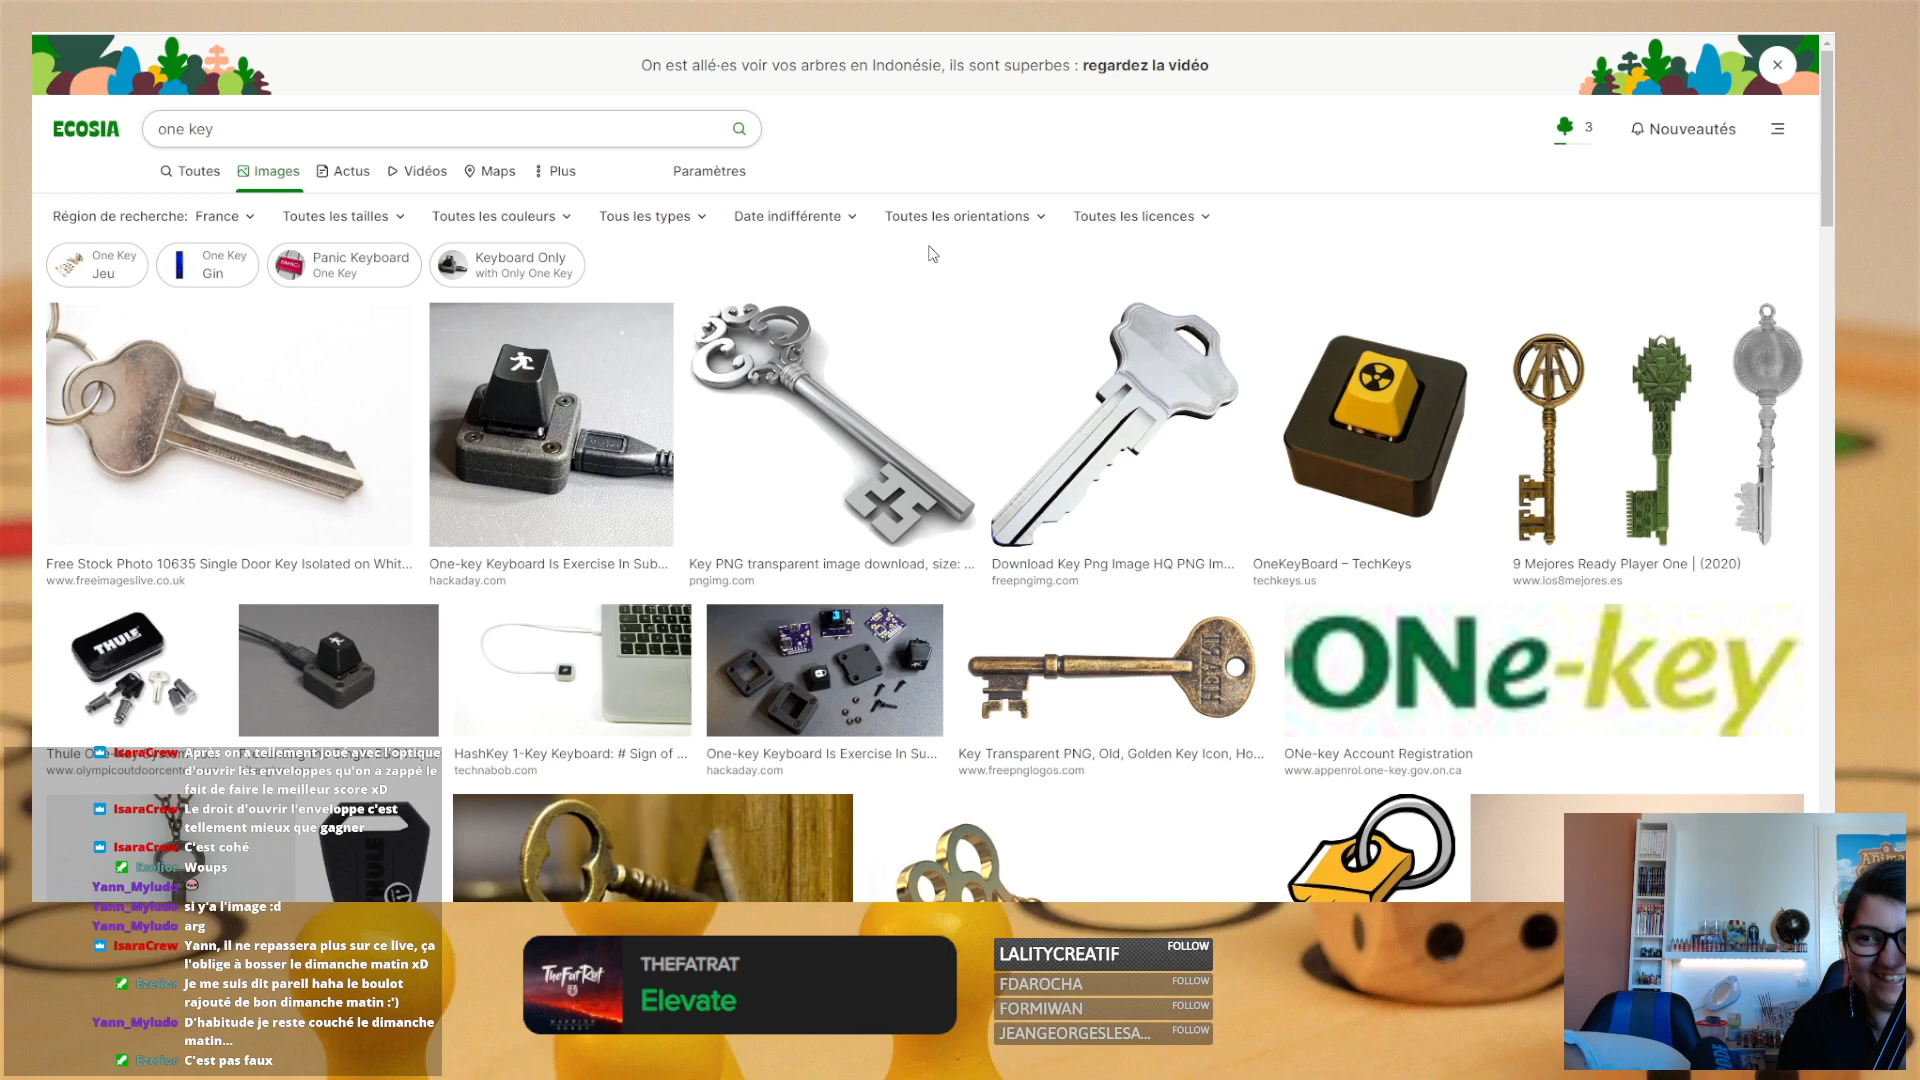 On est allé·es voir vos arbres en Indonésie, ils sont superbes : regardez la vidéo
ECOSIA
one key
3
Nouveautés
Toutes
Images
Actus
Vidéos
Maps
Plus
Paramètres
Région de recherche: France
Toutes les tailles
Toutes les couleurs
Tous les types
Date indifférente
Toutes les orientations
Toutes les licences
One Key
Jeu
One Key
Gin
Panic Keyboard
One Key
Keyboard Only
with Only One Key
Free Stock Photo 10635 Single Door Key Isolated on Whit...
www.freeimageslive.co.uk
One-key Keyboard Is Exercise In Sub...
hackaday.com
Key PNG transparent image download, size: ...
pngimg.com
Download Key Png Image HQ PNG Im...
freepngimg.com
OneKeyBoard – TechKeys
techkeys.us
9 Mejores Ready Player One | (2020)
www.los8mejores.es
THULE
ONe-key
HashKey 1-Key Keyboard: # Sign of ...
technabob.com
One-key Keyboard Is Exercise In Su...
hackaday.com
Key Transparent PNG, Old, Golden Key Icon, Ho...
www.freepnglogos.com
ONe-key Account Registration
www.appenrol.one-key.gov.on.ca
THULE
IsaraCrew Après on a tellement joué avec l'optique
d'ouvrir les enveloppes qu'on a zappé le
fait de faire le meilleur score xD
IsaraCrew Le droit d'ouvrir l'enveloppe c'est
tellement mieux que gagner
IsaraCrew C'est cohé
Ezelior Woups
Yann_Myludo
Yann_Myludo si y'a l'image :d
Yann_Myludo arg
IsaraCrew Yann, il ne repassera plus sur ce live, ça
l'oblige à bosser le dimanche matin xD
Ezelior Je me suis dit pareil haha le boulot
rajouté de bon dimanche matin :')
Yann_Myludo D'habitude je reste couché le dimanche
matin...
Ezelior C'est pas faux
TheFatRat
THEFATRAT
Elevate
LALITYCREATIF FOLLOW
FDAROCHA FOLLOW
FORMIWAN FOLLOW
JEANGEORGESLESA... FOLLOW